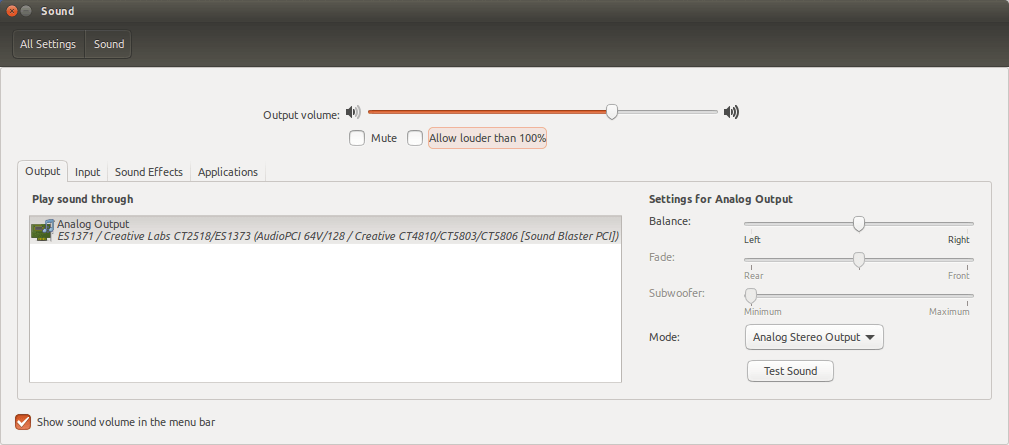 Sound
All Settings Sound
Output volume:
Mute Allow louder than 100%
Output Input Sound Effects Applications
Play sound through
Analog Output
ES1371 / Creative Labs CT2518/ES1373 (AudioPCI 64V/128 / Creative CT4810/CT5803/CT5806 [Sound Blaster PCI])
Settings for Analog Output
Balance:
Left Right
Fade:
Rear Front
Subwoofer:
Minimum Maximum
Mode: Analog Stereo Output
Test Sound
Show sound volume in the menu bar